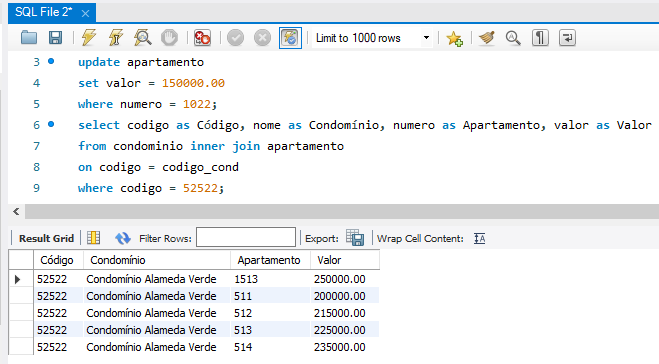 SQL File 2*
Limit to 1000 rows
3 update apartamento
4 set valor = 150000.00
5 where numero = 1022;
6 select codigo as Código, nome as Condomínio, numero as Apartamento, valor as Valor
7 from condominio inner join apartamento
8 on codigo = codigo_cond
9 where codigo = 52522;
Result Grid Filter Rows: Export: Wrap Cell Content:
Código Condomínio Apartamento Valor
52522 Condomínio Alameda Verde 1513 250000.00
52522 Condomínio Alameda Verde 511 200000.00
52522 Condomínio Alameda Verde 512 215000.00
52522 Condomínio Alameda Verde 513 225000.00
52522 Condomínio Alameda Verde 514 235000.00